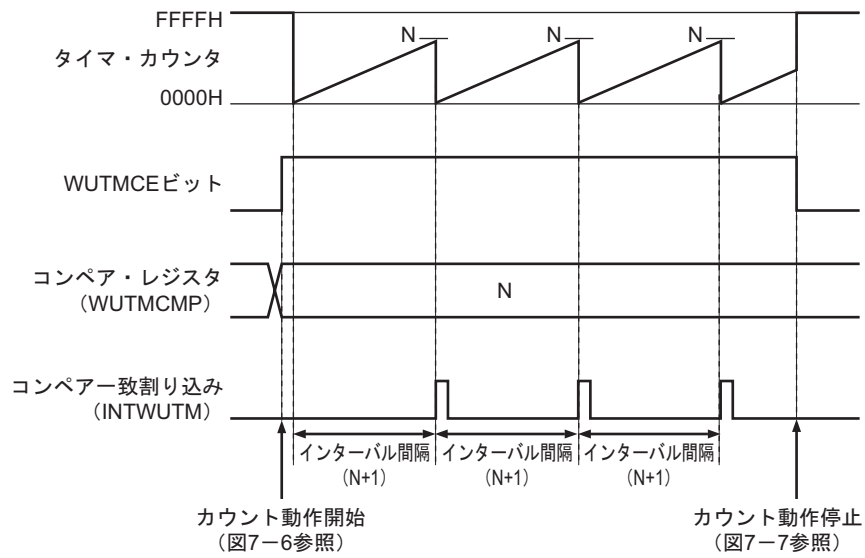 FFFFH
タイマ・カウンタ
0000H
N
N
N
WUTMCEビット
コンペア・レジスタ
（WUTMCMP）
N
コンペア一致割り込み
（INTWUTM）
インターバル間隔
(N+1)
インターバル間隔
(N+1)
インターバル間隔
(N+1)
カウント動作開始
（図7－6参照）
カウント動作停止
（図7－7参照）